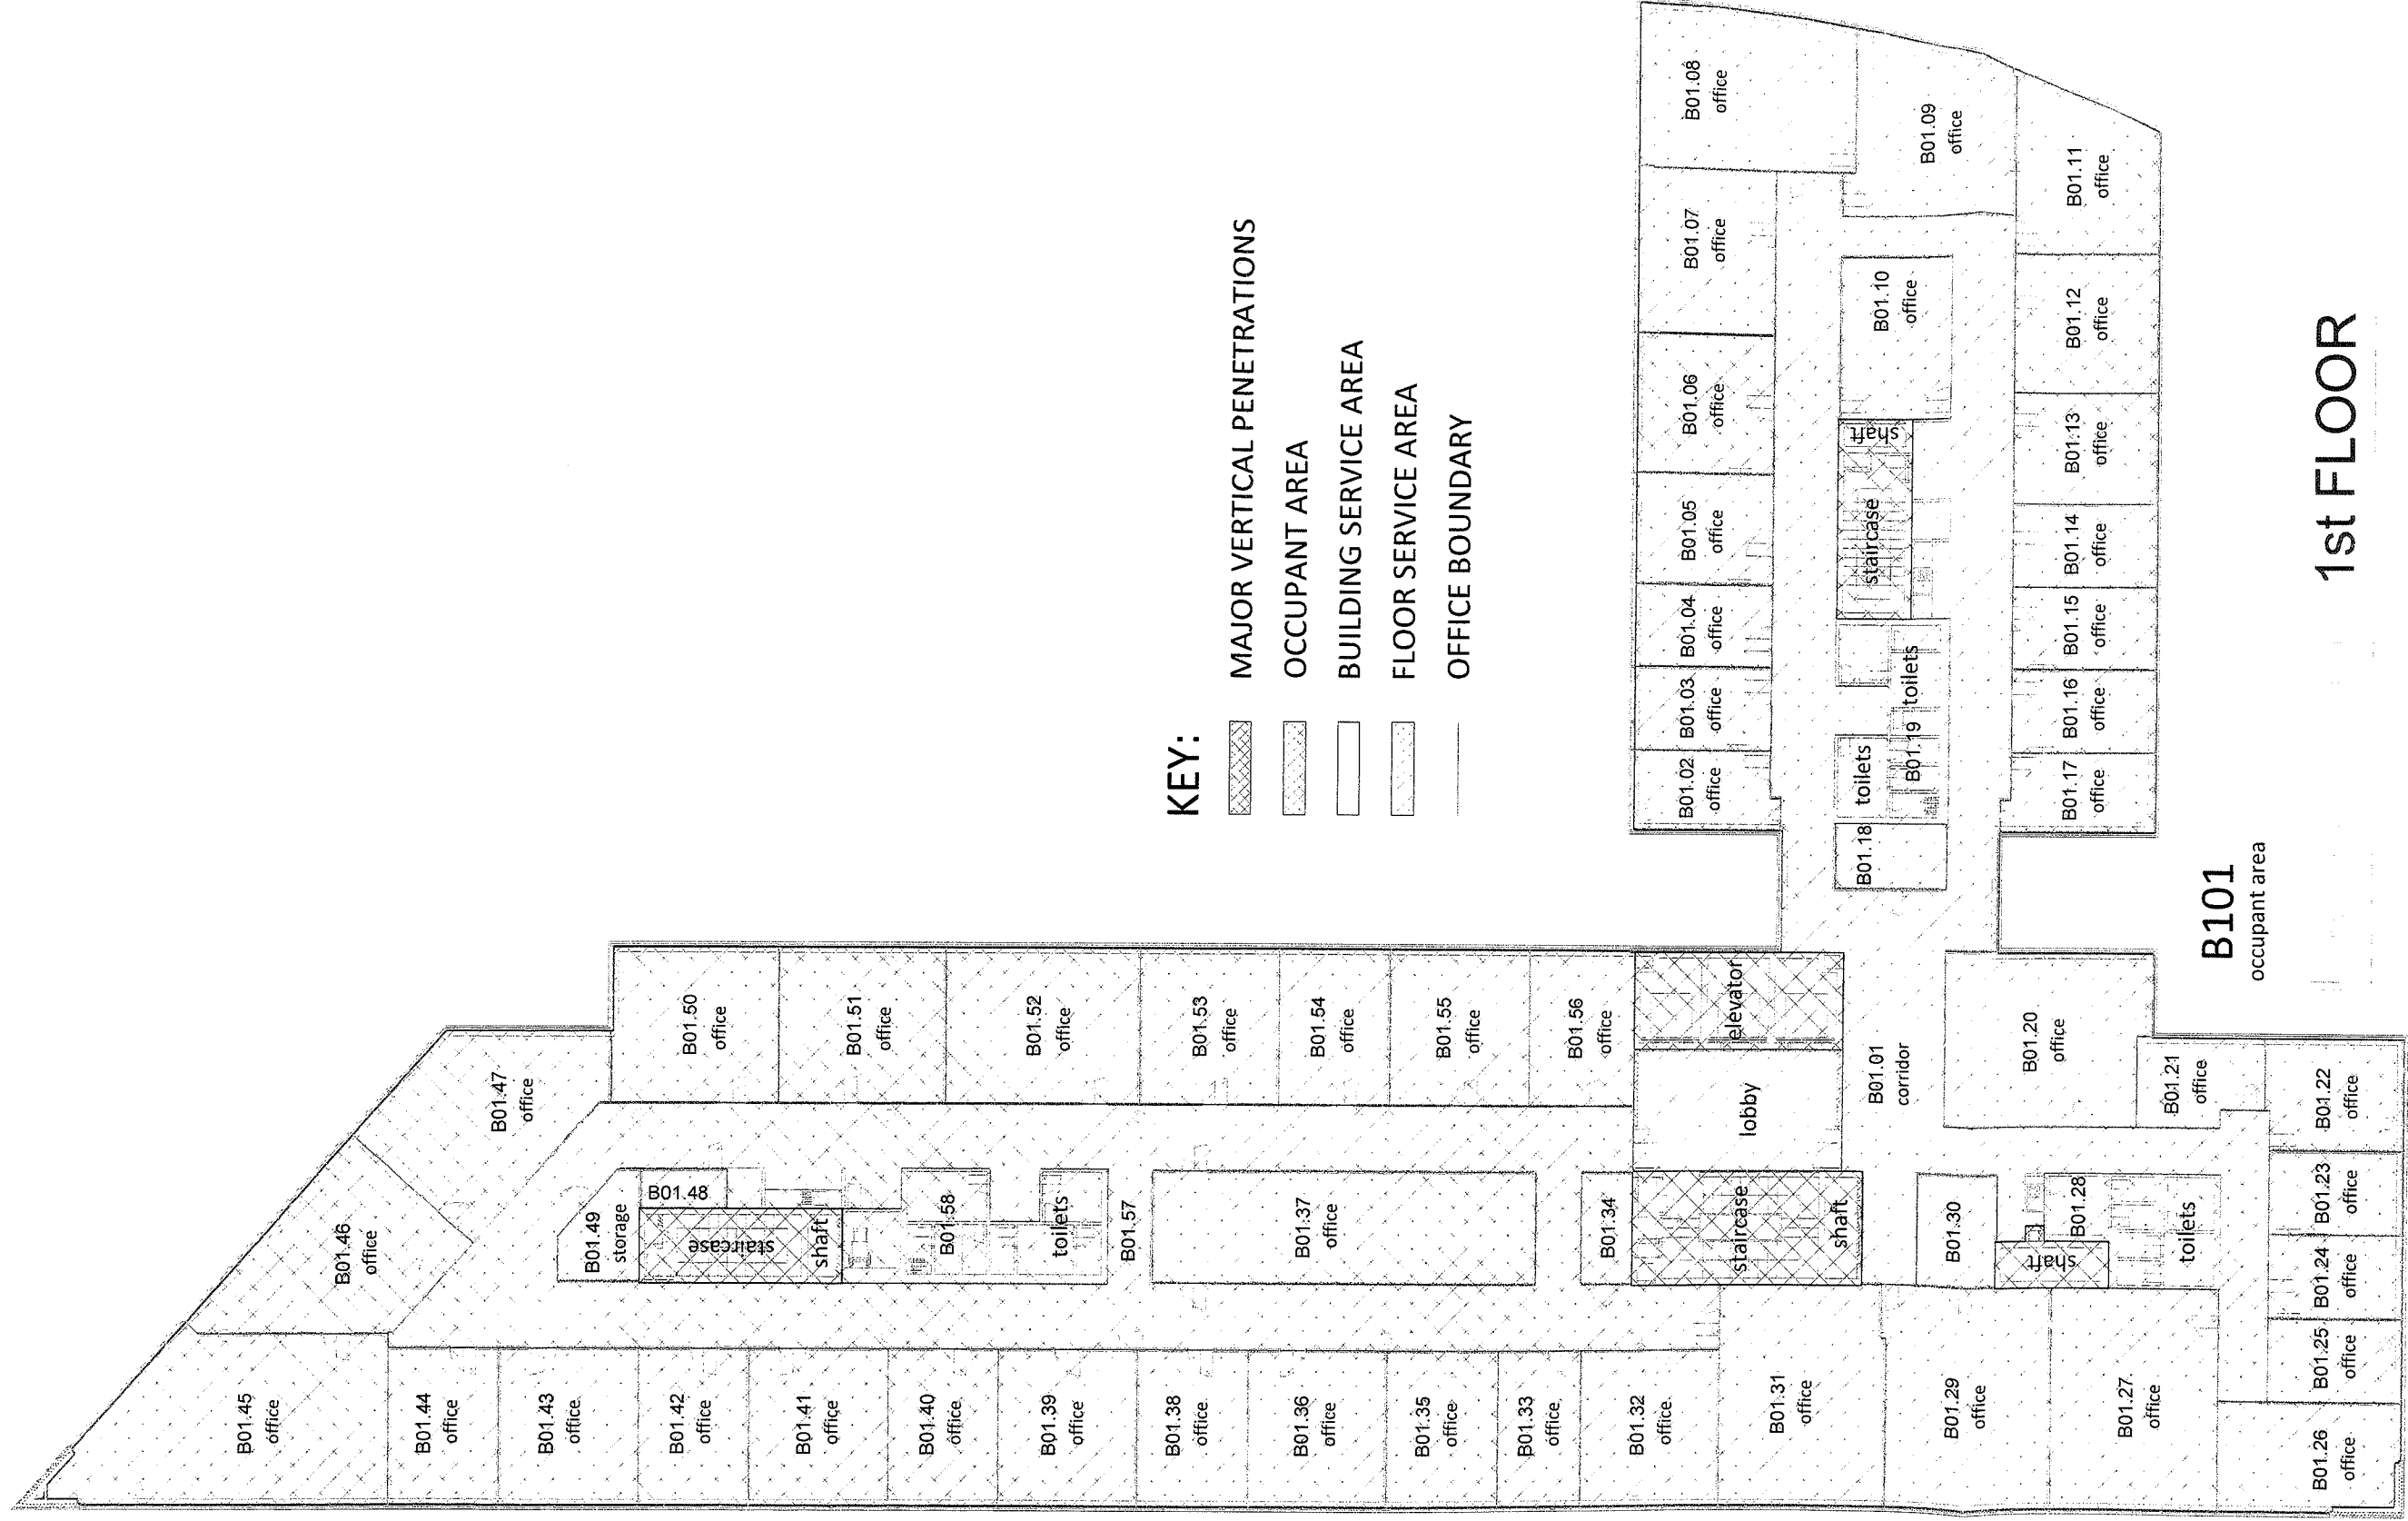 KEY:
MAJOR VERTICAL PENETRATIONS
OCCUPANT AREA
BUILDING SERVICE AREA
FLOOR SERVICE AREA
OFFICE BOUNDARY
1st FLOOR
B101
occupant area
B01.01
corridor
B01.02
office
B01.03
office
B01.04
office
B01.05
office
B01.06
office
B01.07
office
B01.08
office
B01.09
office
B01.10
office
B01.11
office
B01.12
office
B01.13
office
B01.14
office
B01.15
office
B01.16
office
B01.17
office
B01.18
toilets
B01.19
toilets
staircase
shaft
B01.20
office
B01.21
office
B01.22
office
B01.23
office
B01.24
office
B01.25
office
B01.26
office
B01.27
office
B01.28
toilets
shaft
B01.29
office
B01.30
B01.31
office
B01.32
office
B01.33
office
B01.34
staircase
shaft
lobby
elevator
B01.35
office
B01.36
office
B01.37
office
B01.38
office
B01.39
office
B01.40
office
B01.41
office
B01.42
office
B01.43
office
B01.44
office
B01.45
office
B01.46
office
B01.47
office
B01.48
B01.49
storage
staircase
shaft
B01.50
office
B01.51
office
B01.52
office
B01.53
office
B01.54
office
B01.55
office
B01.56
office
B01.57
B01.58
toilets